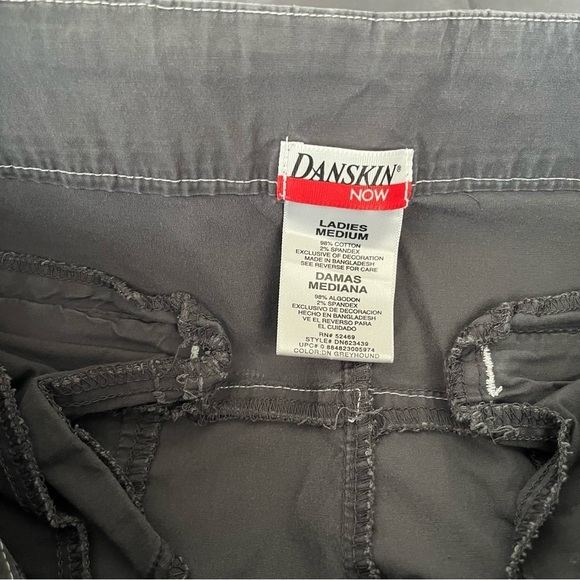 DANSKIN®
NOW
LADIES
MEDIUM
98% COTTON
2% SPANDEX
EXCLUSIVE OF DECORATION
MADE IN BANGLADESH
SEE REVERSE FOR CARE
DAMAS
MEDIANA
98% ALGODON
2% SPANDEX
EXCLUSIVO DE DECORACION
HECHO EN BANGLADESH
VE EL REVERSO PARA
EL CUIDADO
RN# 52469
STYLE# DN623439
UPC# 0 884823005974
COLOR:DN GREYHOUND